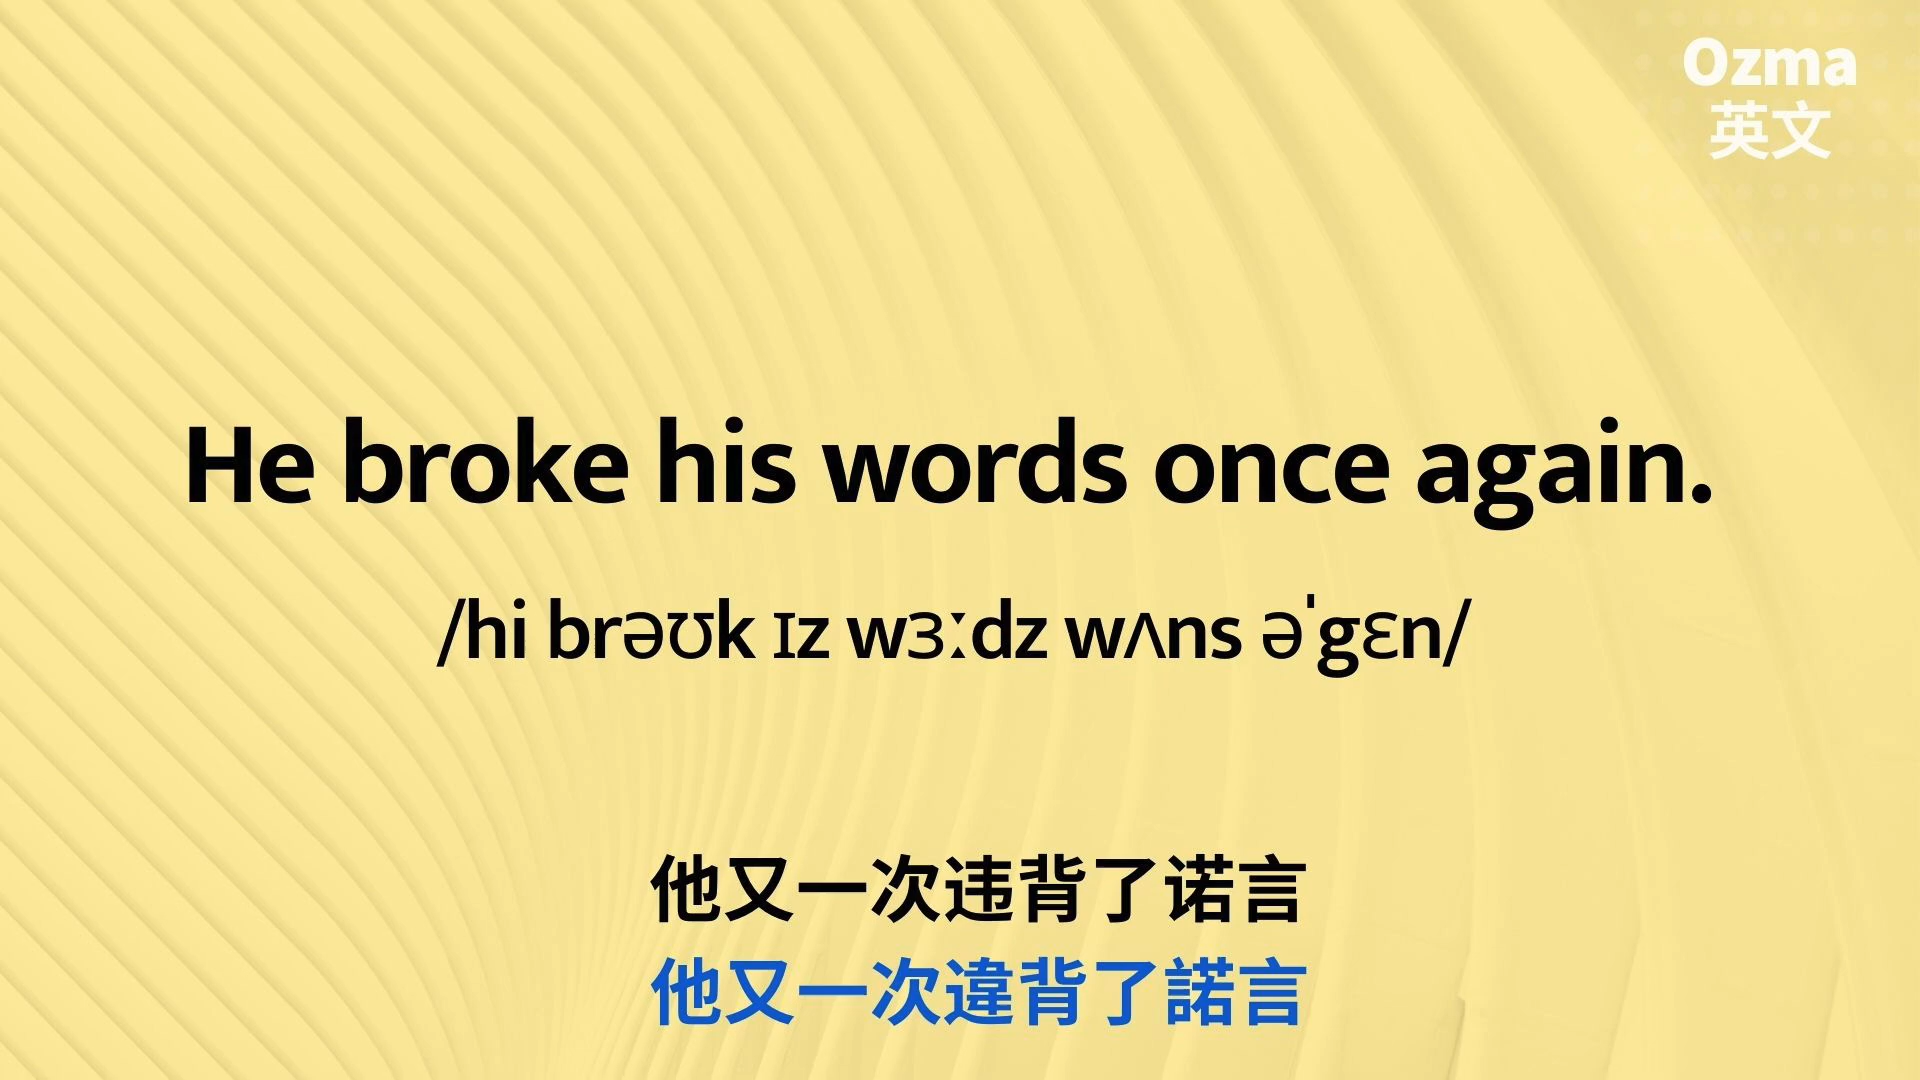 Ozma
英文
He broke his words once again.
/hi brəʊk ɪz wɜːdz wʌns əˈgɛn/
他又一次违背了诺言
他又一次違背了諾言